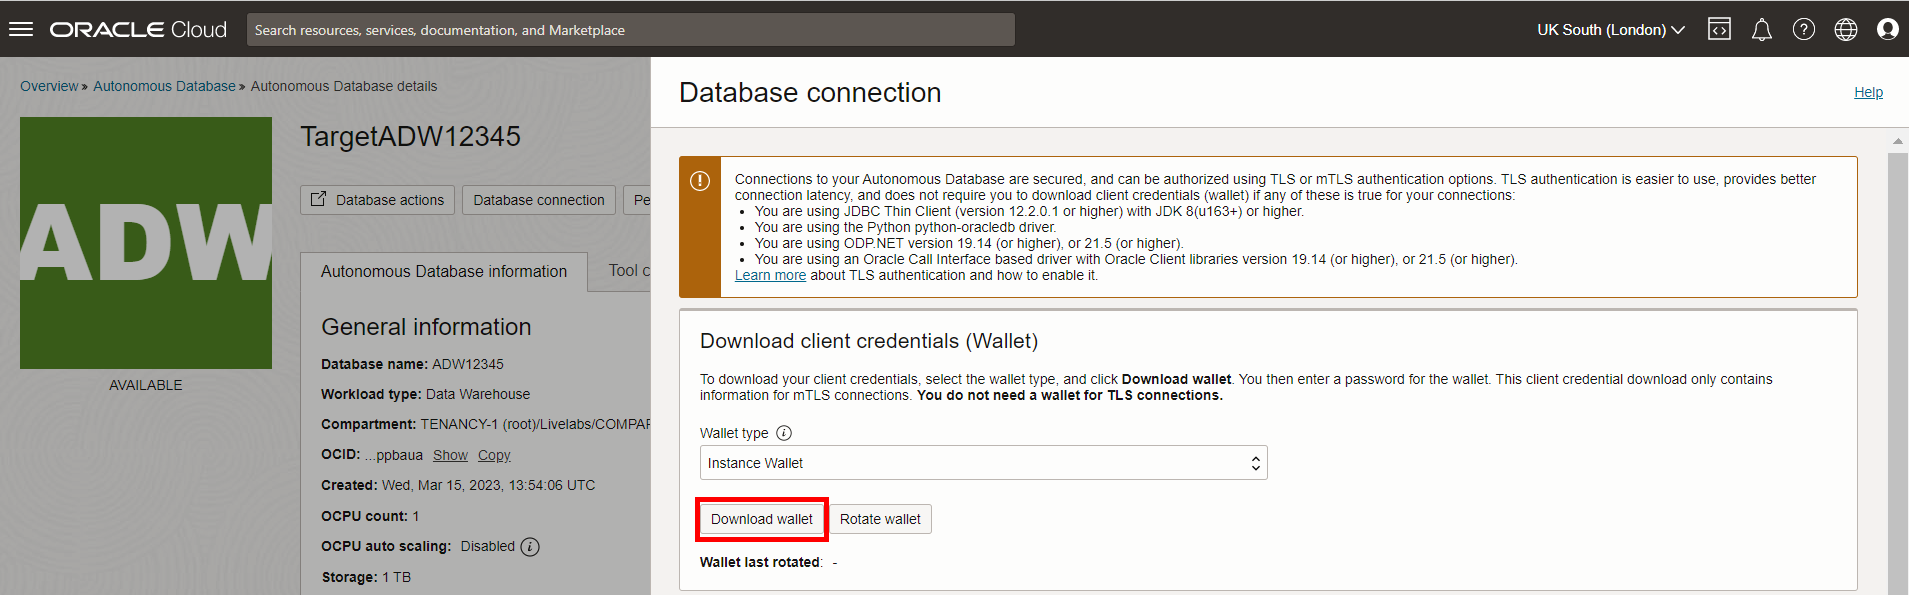 ORACLE Cloud
Search resources, services, documentation, and Marketplace
UK South (London)
Overview » Autonomous Database » Autonomous Database details
ADW
AVAILABLE
TargetADW12345
Database actions
Database connection
Pe
Autonomous Database information
Tool c
General information
Database name: ADW12345
Workload type: Data Warehouse
Compartment: TENANCY-1 (root)/Livelabs/COMPAR
OCID: ...ppbaua Show Copy
Created: Wed, Mar 15, 2023, 13:54:06 UTC
OCPU count: 1
OCPU auto scaling: Disabled
Storage: 1 TB
Database connection
Help
Connections to your Autonomous Database are secured, and can be authorized using TLS or mTLS authentication options. TLS authentication is easier to use, provides better
connection latency, and does not require you to download client credentials (wallet) if any of these is true for your connections:
• You are using JDBC Thin Client (version 12.2.0.1 or higher) with JDK 8(u163+) or higher.
• You are using the Python python-oracledb driver.
• You are using ODP.NET version 19.14 (or higher), or 21.5 (or higher).
• You are using an Oracle Call Interface based driver with Oracle Client libraries version 19.14 (or higher), or 21.5 (or higher).
Learn more about TLS authentication and how to enable it.
Download client credentials (Wallet)
To download your client credentials, select the wallet type, and click Download wallet. You then enter a password for the wallet. This client credential download only contains
information for mTLS connections. You do not need a wallet for TLS connections.
Wallet type
Instance Wallet
Download wallet
Rotate wallet
Wallet last rotated: -